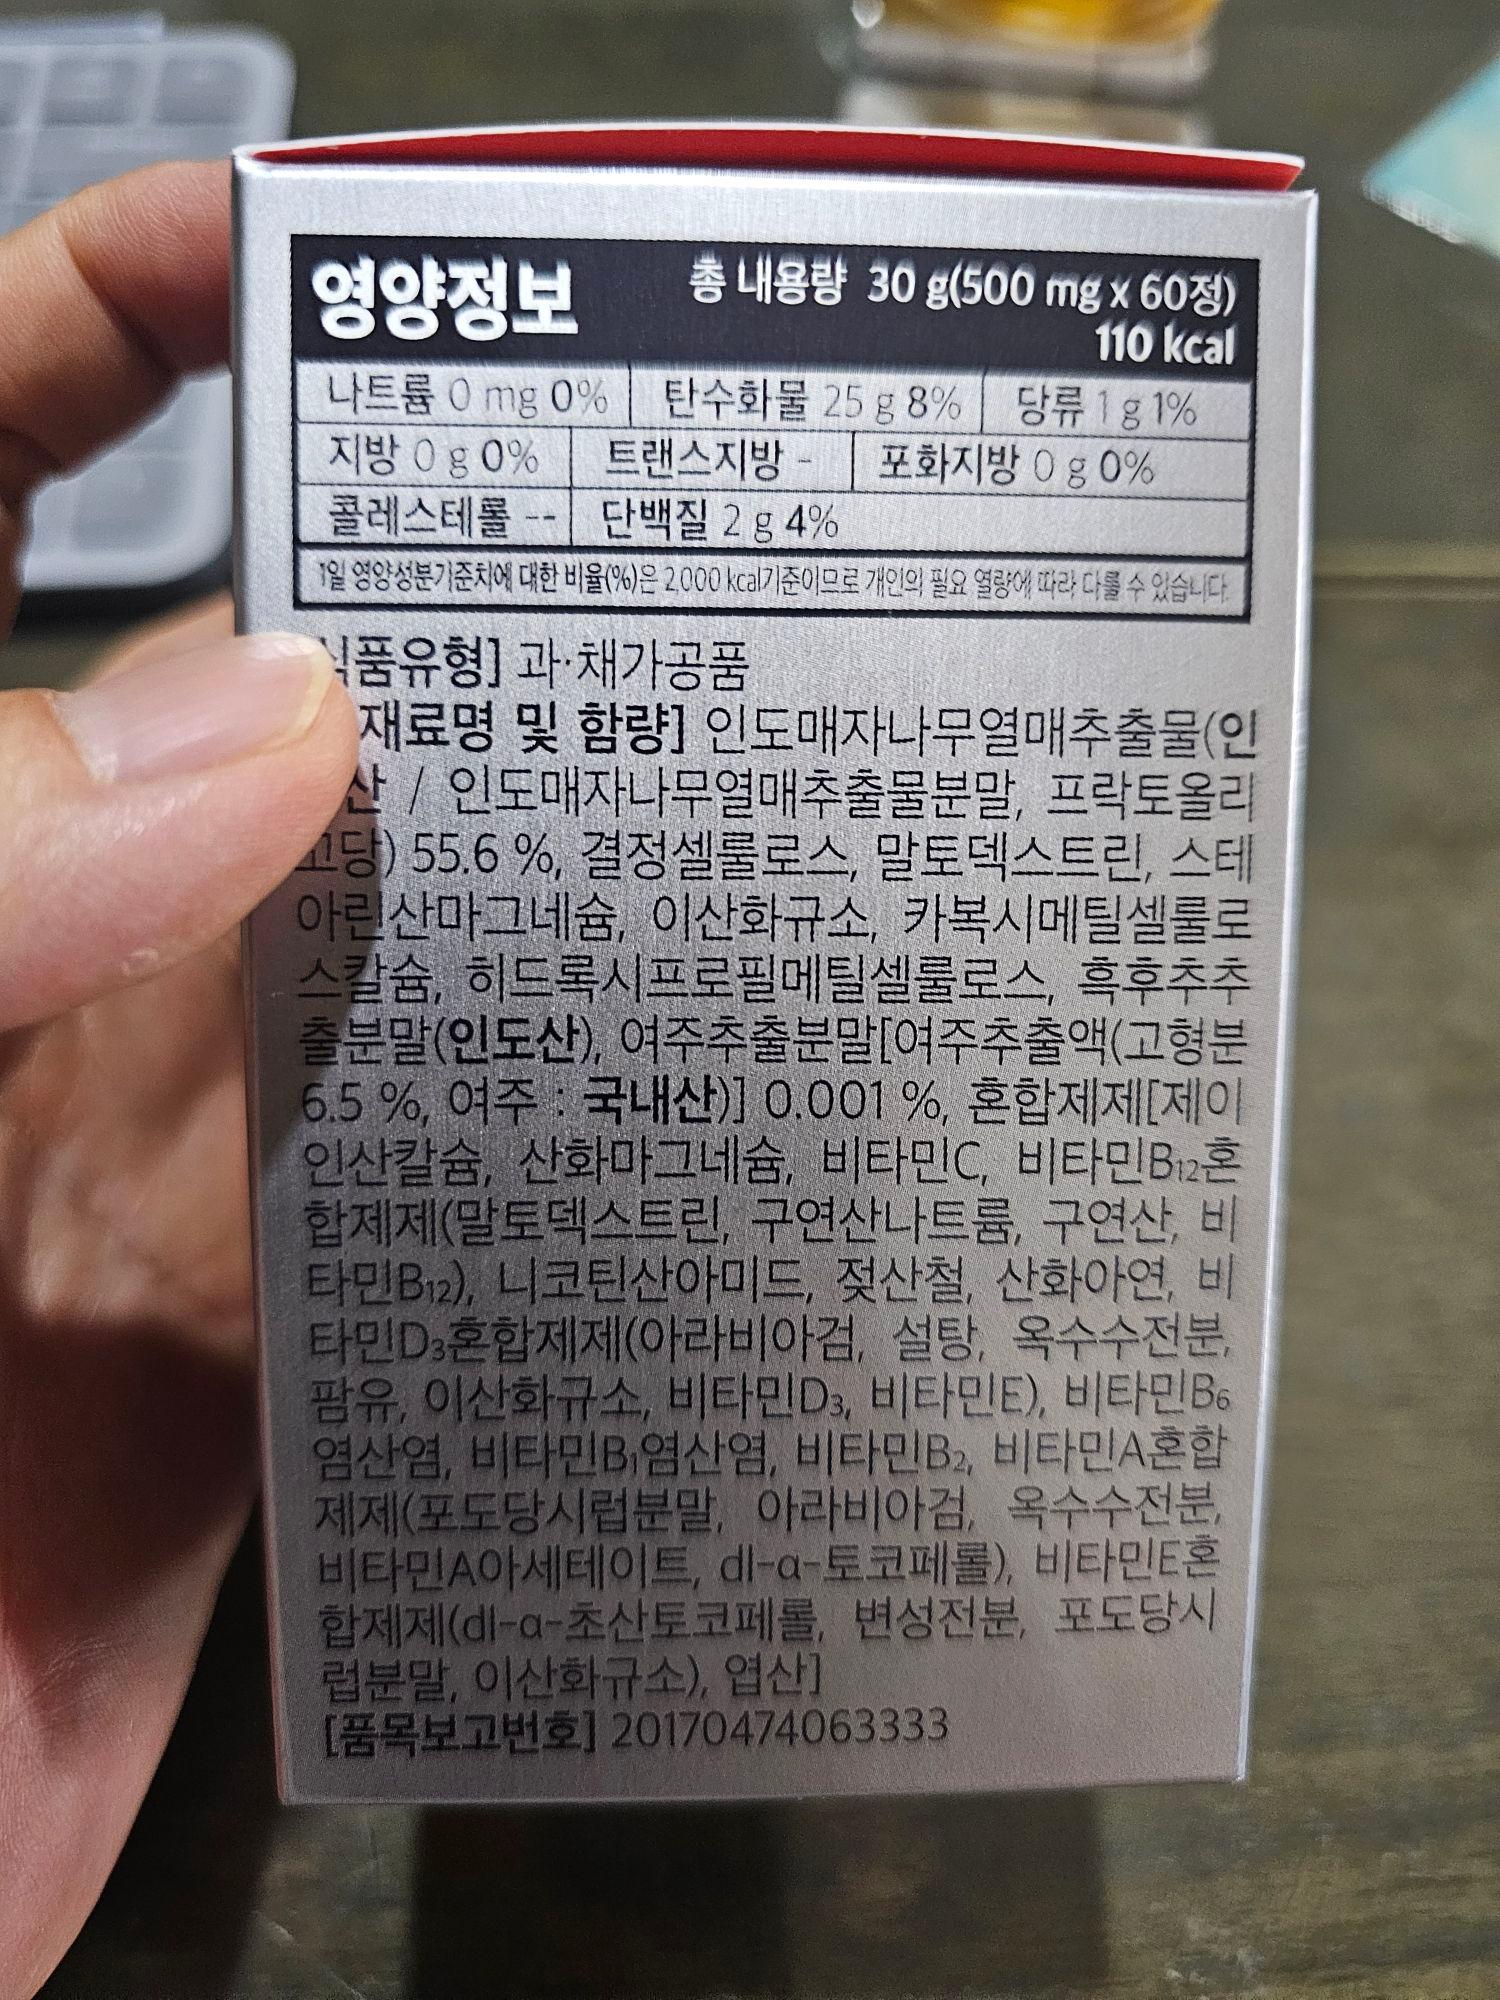 영양정보
총 내용량 30 g(500 mg x 60정)
110 kcal
나트륨 0 mg 0% 탄수화물 25 g 8% 당류 1 g 1%
지방 0 g 0% 트랜스지방 - 포화지방 0 g 0%
콜레스테롤 -- 단백질 2 g 4%
1일 영양성분기준치에 대한 비율(%)은 2,000 kcal기준이므로 개인의 필요 열량에 따라 다를 수 있습니다.
식품유형] 과·채가공품
재료명 및 함량] 인도매자나무열매추출물(인
산 / 인도매자나무열매추출물분말, 프락토올리
고당) 55.6 %, 결정셀룰로스, 말토덱스트린, 스테
아린산마그네슘, 이산화규소, 카복시메틸셀룰로
스칼슘, 히드록시프로필메틸셀룰로스, 흑후추추
출분말(인도산), 여주추출분말[여주추출액(고형분
6.5 %, 여주 : 국내산)] 0.001 %, 혼합제제[제이
인산칼슘, 산화마그네슘, 비타민C, 비타민B₁₂혼
합제제(말토덱스트린, 구연산나트륨, 구연산, 비
타민B₁₂), 니코틴산아미드, 젖산철, 산화아연, 비
타민D₃혼합제제(아라비아검, 설탕, 옥수수전분,
팜유, 이산화규소, 비타민D₃, 비타민E), 비타민B₆
염산염, 비타민B₁염산염, 비타민B₂, 비타민A혼합
제제(포도당시럽분말, 아라비아검, 옥수수전분,
비타민A아세테이트, dl-α-토코페롤), 비타민E혼
합제제(dl-α-초산토코페롤, 변성전분, 포도당시
럽분말, 이산화규소), 엽산]
[품목보고번호] 20170474063333